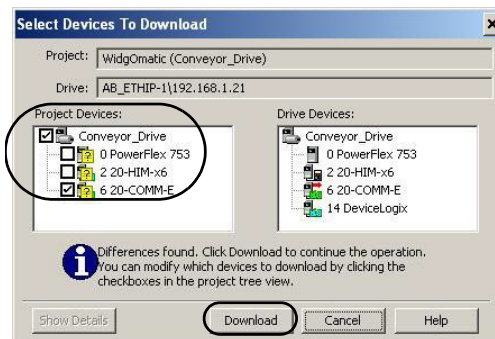 Select Devices To Download
Project: WidgOmatic (Conveyor_Drive)
Drive: AB_ETHIP-1\192.168.1.21
Project Devices:
Conveyor_Drive
0 PowerFlex 753
2 20-HIM-x6
6 20-COMM-E
Drive Devices:
Conveyor_Drive
0 PowerFlex 753
2 20-HIM-x6
6 20-COMM-E
14 DeviceLogix
Differences found. Click Download to continue the operation.
You can modify which devices to download by clicking the
checkboxes in the project tree view.
Show Details Download Cancel Help